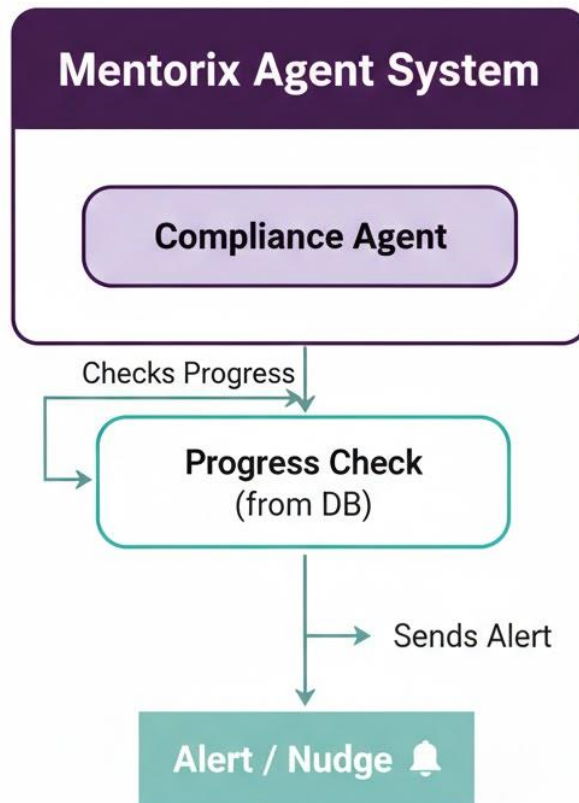 Mentorix Agent System
Compliance Agent
Checks Progress
Progress Check
(from DB)
Sends Alert
Alert / Nudge